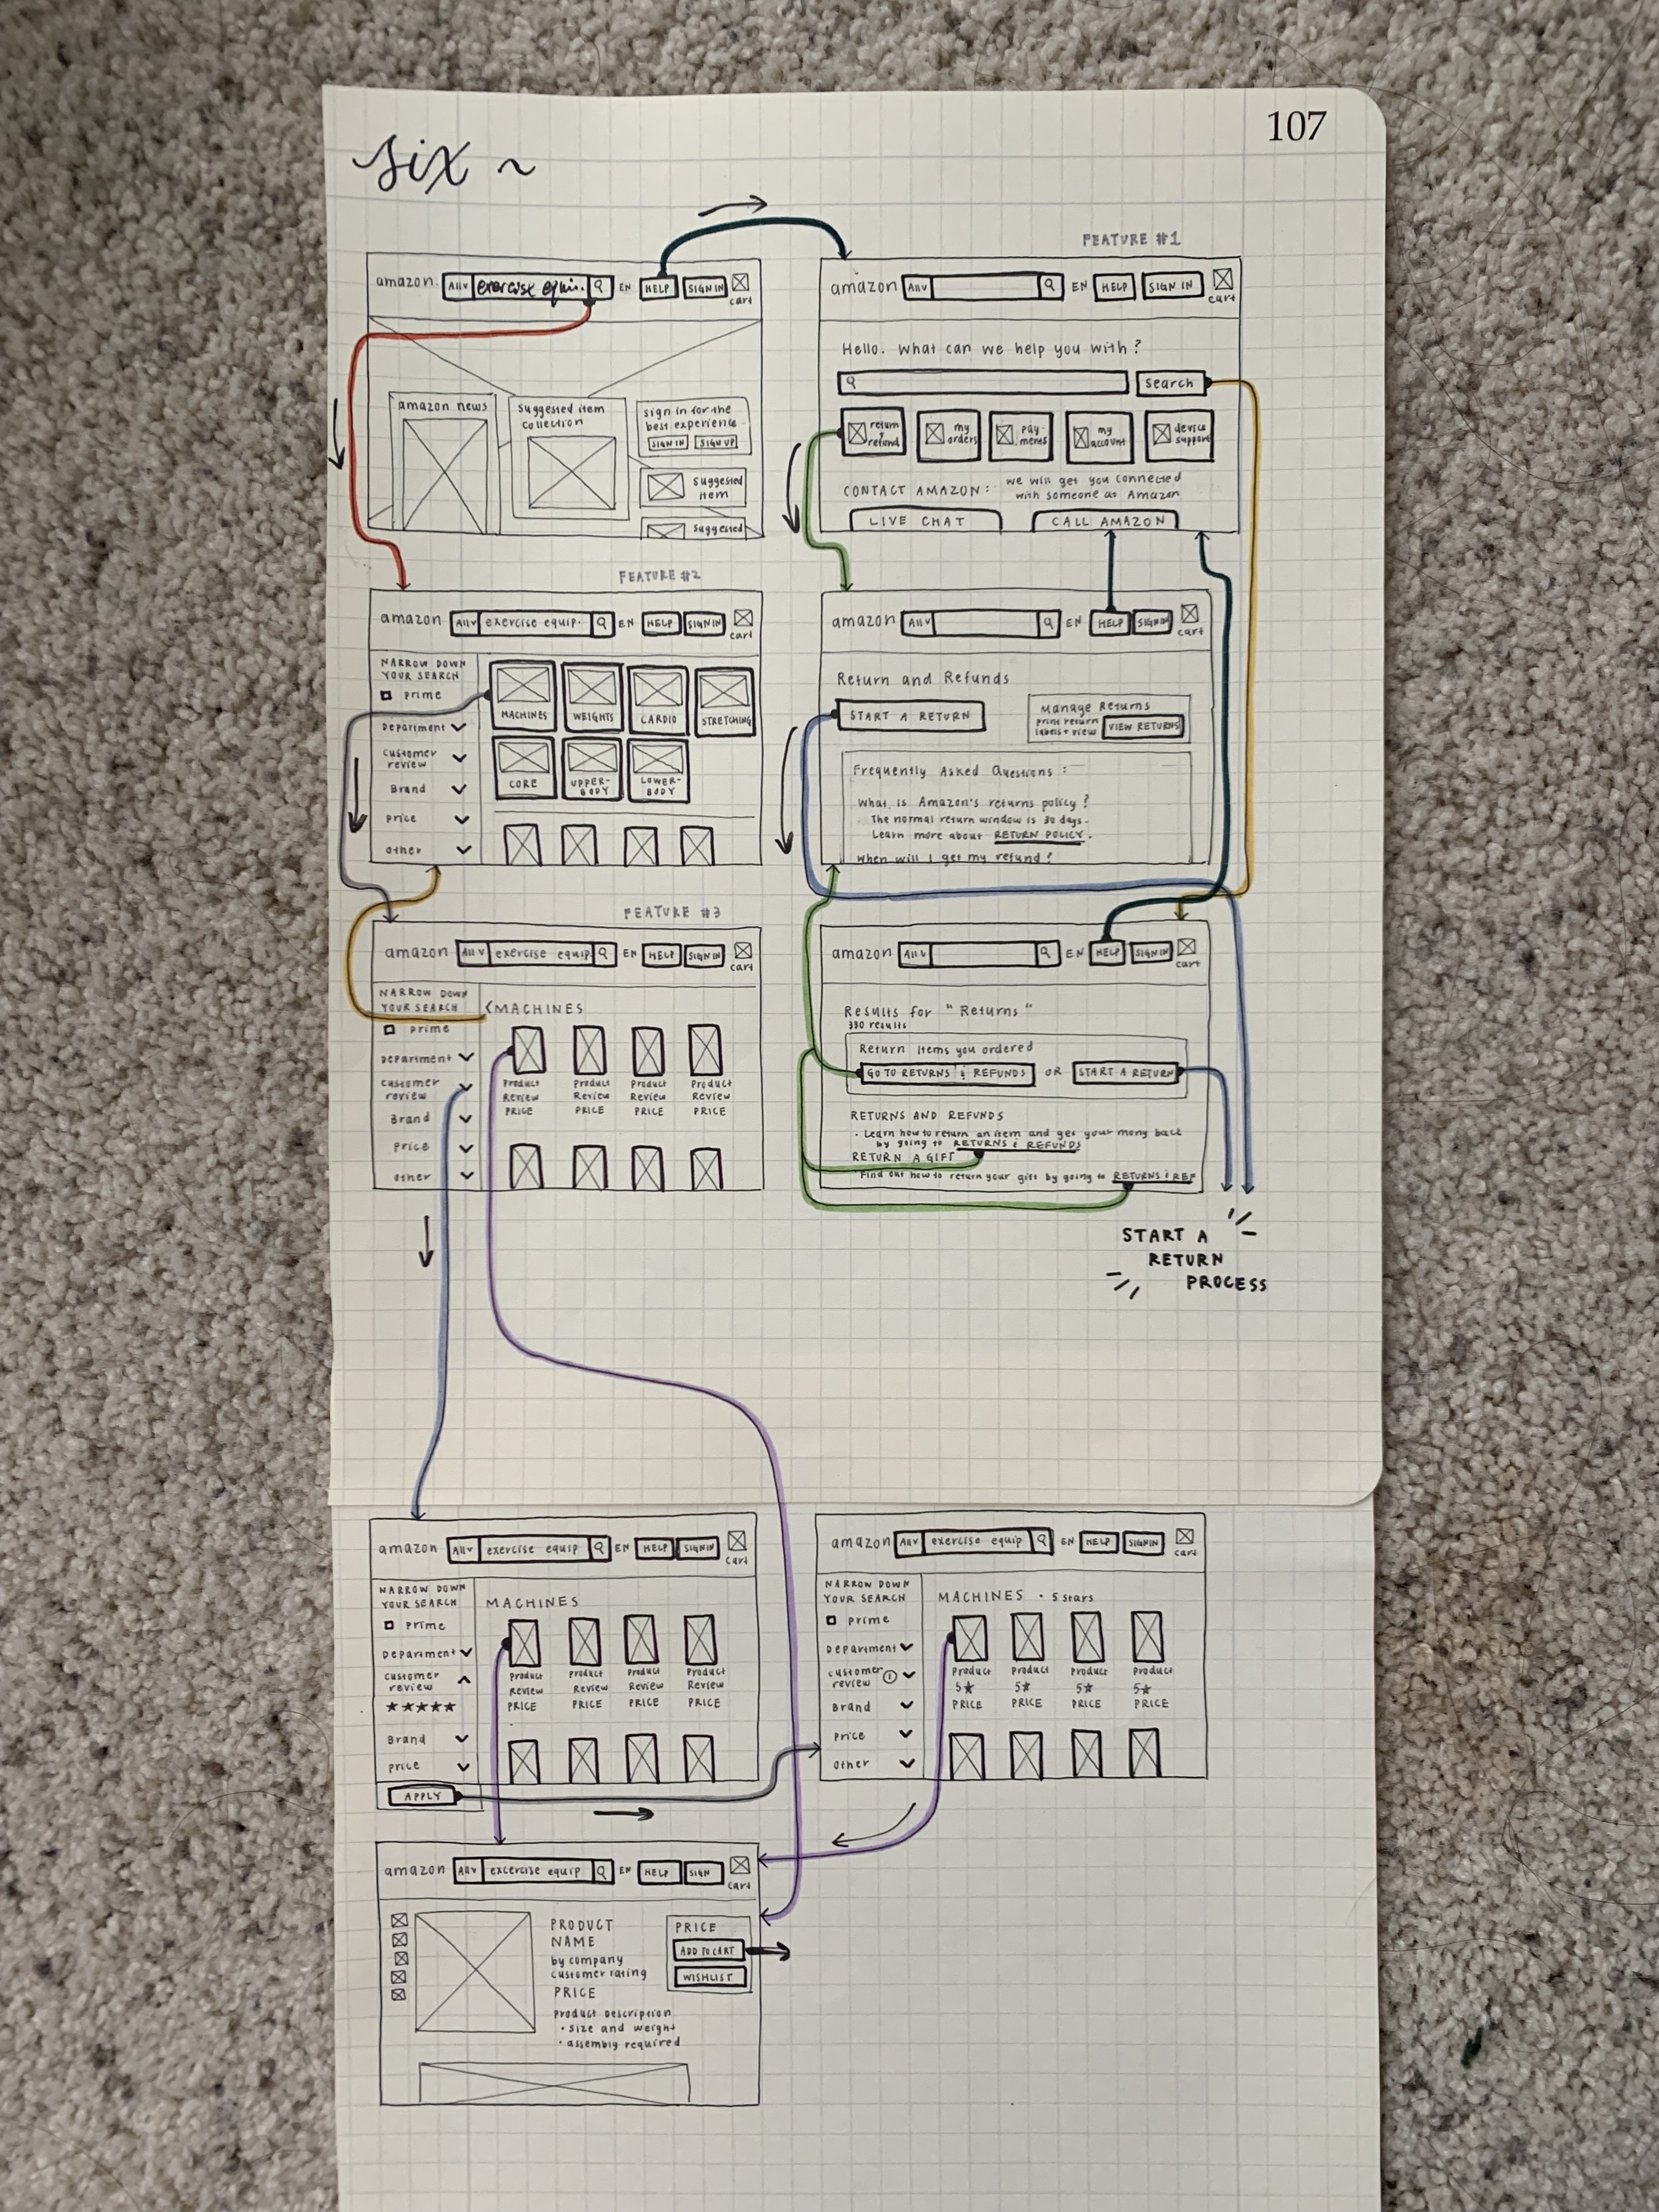 107
six ~
amazon. All v exercise equip. EN HELP SIGN IN cart
amazon news
suggested item
collection
sign in for the
best experience
SIGN IN SIGN UP
suggested
item
suggested
FEATURE #1
amazon All v EN HELP SIGN IN cart
Hello. What can we help you with?
search
return + refund
my orders
pay-ments
my account
device support
CONTACT AMAZON: we will get you connected
with someone as Amazon
LIVE CHAT CALL AMAZON
FEATURE #2
amazon All v exercise equip. EN HELP SIGN IN cart
NARROW DOWN
YOUR SEARCH
prime
Department
customer
review
Brand
price
other
MACHINES WEIGHTS CARDIO STRETCHING
CORE UPPER-BODY LOWER-BODY
amazon All v EN HELP SIGN IN cart
Return and Refunds
START A RETURN
Manage Returns
print return
labels + view VIEW RETURNS
Frequently Asked Questions:
What is Amazon's returns policy?
The normal return window is 30 days.
Learn more about RETURN POLICY.
When will I get my refund?
FEATURE #3
amazon All v exercise equip. EN HELP SIGN IN cart
NARROW DOWN
YOUR SEARCH
prime
Department
customer
review
Brand
price
other
<MACHINES
Product Product Product Product
Review Review Review Review
PRICE PRICE PRICE PRICE
amazon All v EN HELP SIGN IN cart
Results for "Returns"
330 results
Return items you ordered
GO TO RETURNS & REFUNDS OR START A RETURN
RETURNS AND REFUNDS
· Learn how to return an item and get your mony back
by going to RETURNS & REFUNDS
RETURN A GIFT
Find out how to return your gift by going to RETURNS & REF
START A
RETURN
PROCESS
amazon All v exercise equip EN HELP SIGN IN cart
NARROW DOWN
YOUR SEARCH
prime
Department
customer
review
★★★★★
Brand
price
APPLY
MACHINES
Product Product Product Product
Review Review Review Review
PRICE PRICE PRICE PRICE
amazon All v exercise equip EN HELP SIGN IN cart
NARROW DOWN
YOUR SEARCH
prime
Department
customer
review 1
Brand
price
other
MACHINES · 5 stars
Product Product Product Product
5★ 5★ 5★ 5★
PRICE PRICE PRICE PRICE
amazon All v excercise equip EN HELP SIGN cart
PRODUCT
NAME
by company
customer rating
PRICE
product description
· size and weight
· assembly required
PRICE
ADD TO CART
WISHLIST